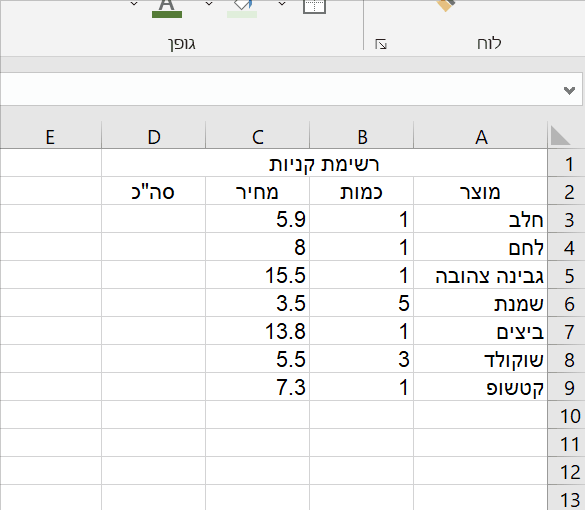 גופן
לוח
A B C D E
1 רשימת קניות
2 מוצר כמות מחיר סה"כ
3 חלב 1 5.9
4 לחם 1 8
5 גבינה צהובה 1 15.5
6 שמנת 5 3.5
7 ביצים 1 13.8
8 שוקולד 3 5.5
9 קטשופ 1 7.3
10
11
12
13